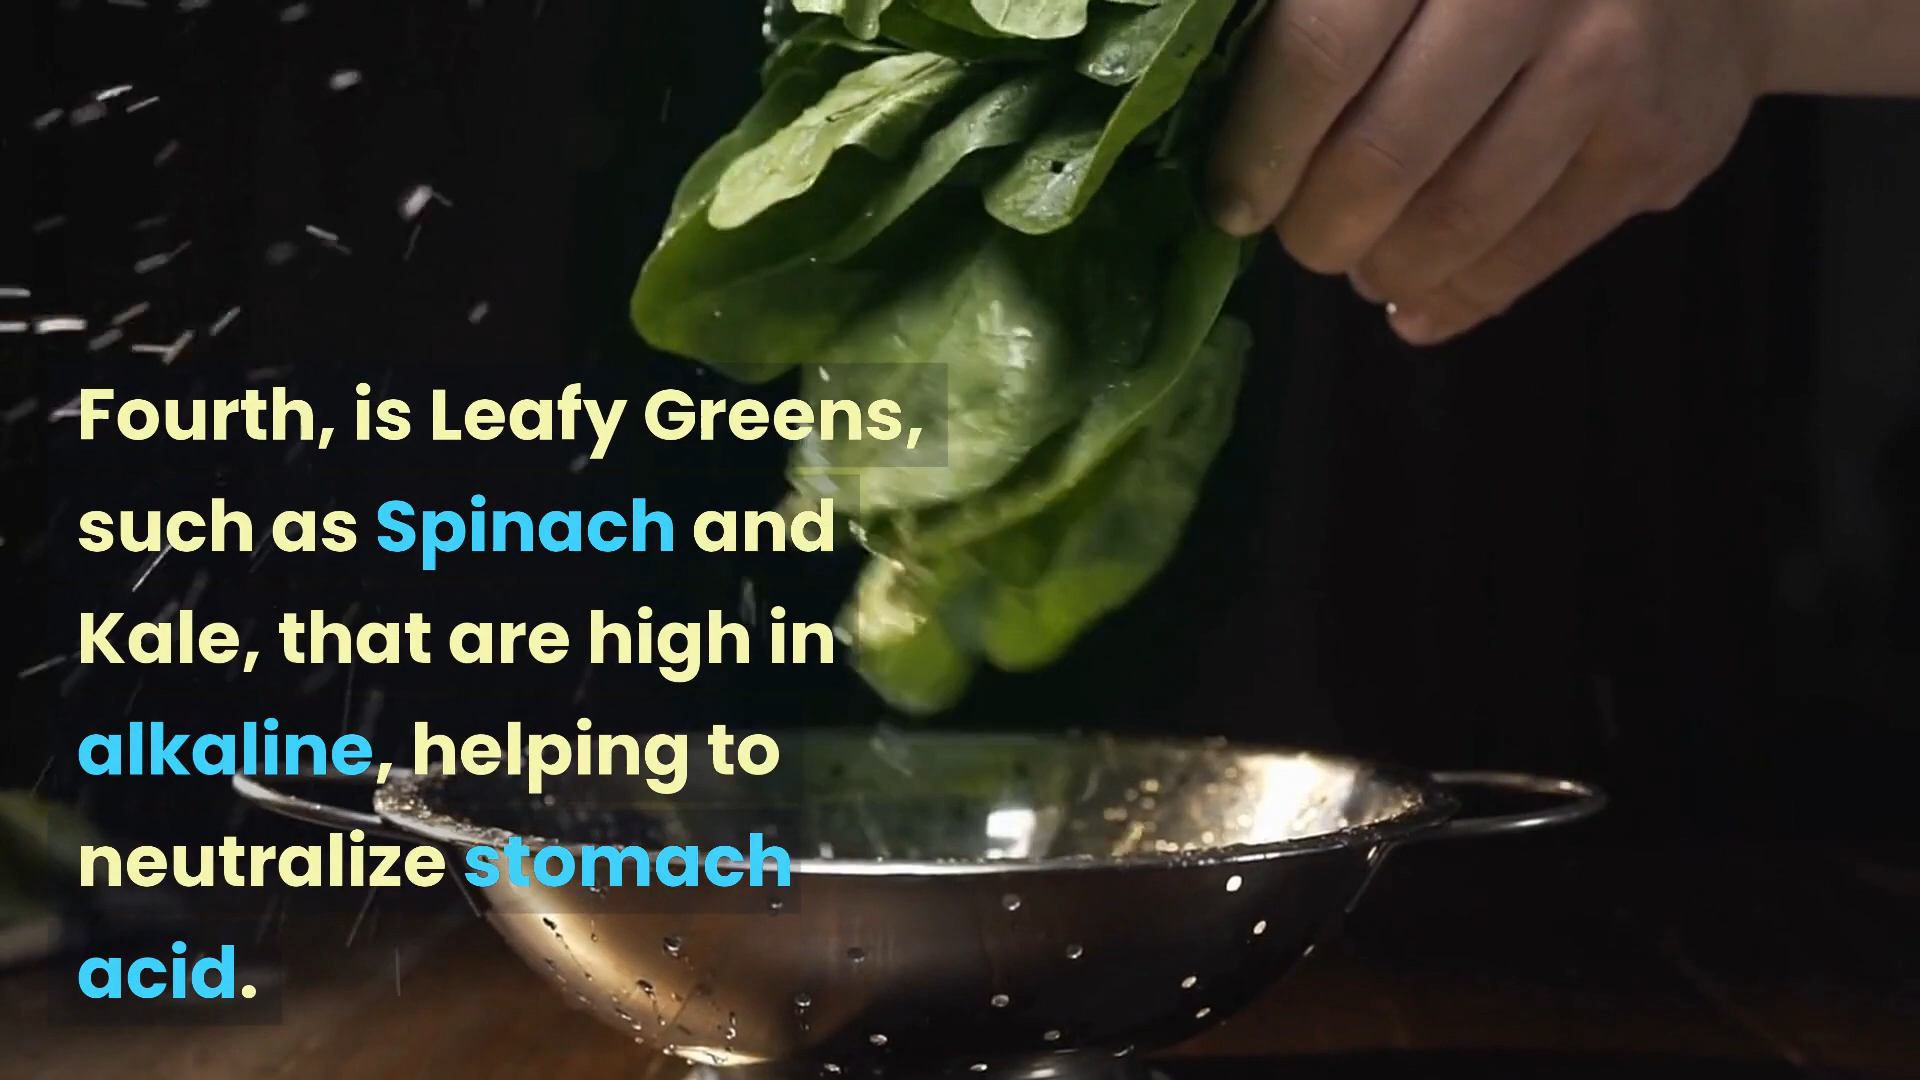 Fourth, is Leafy Greens,
such as Spinach and
Kale, that are high in
alkaline, helping to
neutralize stomach
acid.